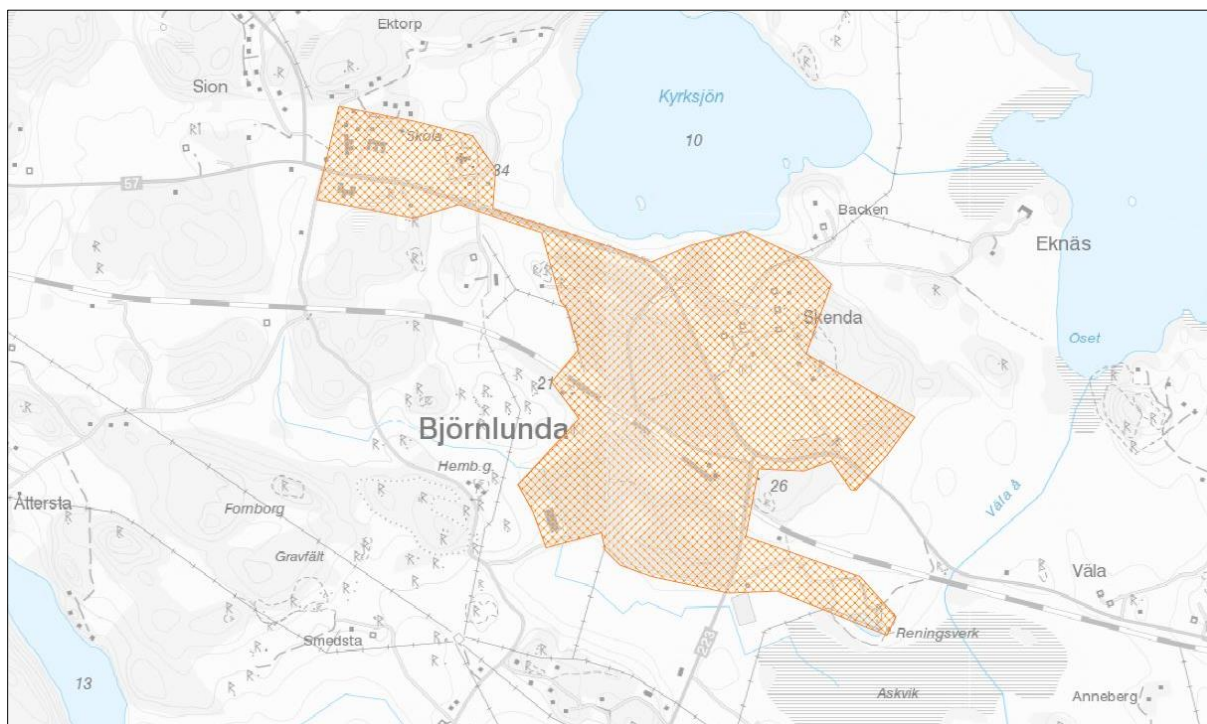 Ektorp
Sion
Kyrksjön
Skola
10
34
57
Backen
Eknäs
Skenda
Oset
21
Björnlunda
Hemb.g.
26
Åttersta
Fornborg
Väla å
Gravfält
Väla
Smedsta
Reningsverk
223
13
Askvik
Anneberg